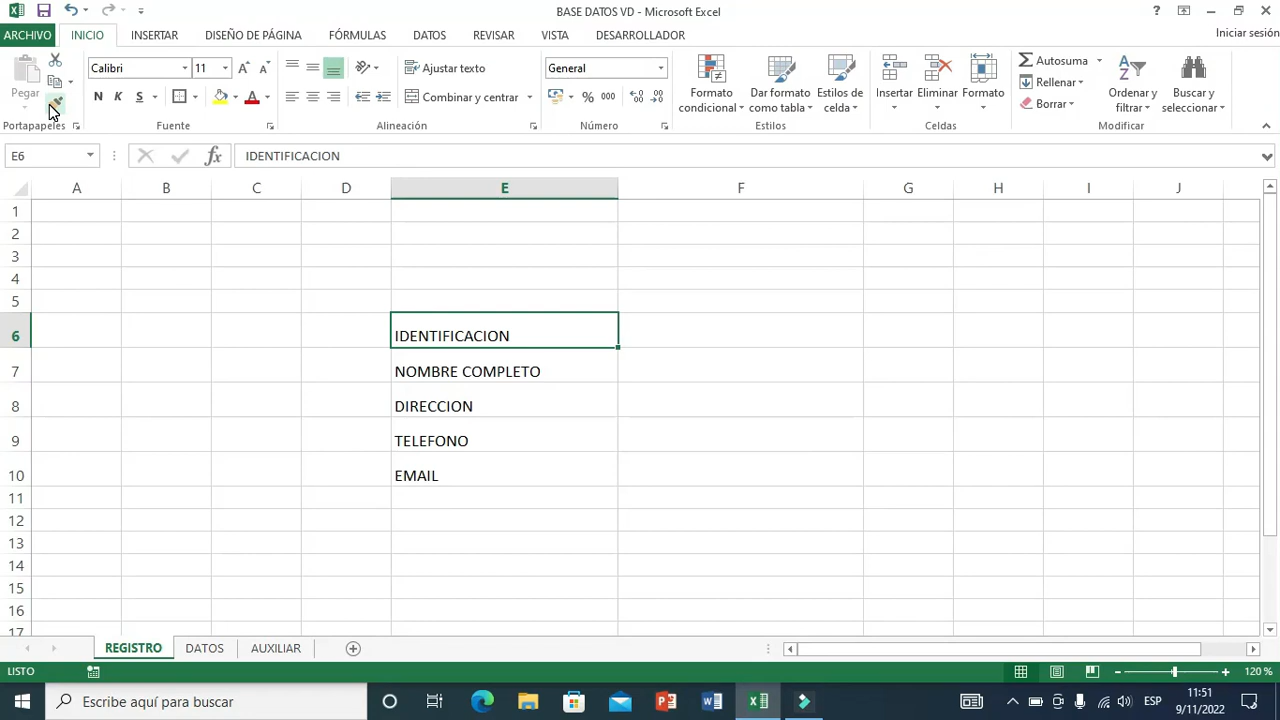 BASE DATOS VD - Microsoft Excel
?
ARCHIVO INICIO INSERTAR DISEÑO DE PÁGINA FÓRMULAS DATOS REVISAR VISTA DESARROLLADOR Iniciar sesión
Pegar
Portapapeles
Calibri 11
N K S
A
Fuente
Ajustar texto
Combinar y centrar
Alineación
General
% 000
Número
Formato condicional
Dar formato como tabla
Estilos de celda
Estilos
Insertar Eliminar Formato
Celdas
Autosuma
Rellenar
Borrar
Ordenar y filtrar
Buscar y seleccionar
Modificar
E6 fx IDENTIFICACION
A B C D E F G H I J
1
2
3
4
5
6 IDENTIFICACION
7 NOMBRE COMPLETO
8 DIRECCION
9 TELEFONO
10 EMAIL
11
12
13
14
15
16
17
REGISTRO DATOS AUXILIAR
LISTO 120 %
Escribe aquí para buscar
ESP
11:51
9/11/2022